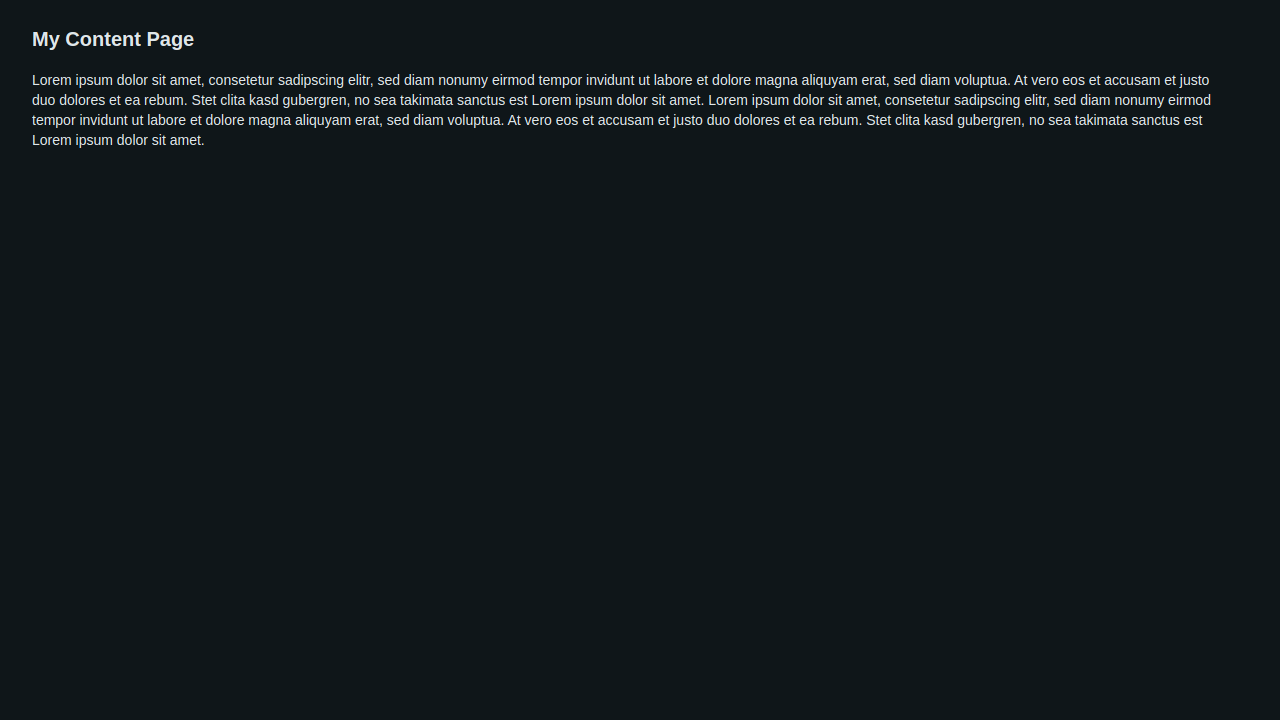 My Content Page
Lorem ipsum dolor sit amet, consetetur sadipscing elitr, sed diam nonumy eirmod tempor invidunt ut labore et dolore magna aliquyam erat, sed diam voluptua. At vero eos et accusam et justo
duo dolores et ea rebum. Stet clita kasd gubergren, no sea takimata sanctus est Lorem ipsum dolor sit amet. Lorem ipsum dolor sit amet, consetetur sadipscing elitr, sed diam nonumy eirmod
tempor invidunt ut labore et dolore magna aliquyam erat, sed diam voluptua. At vero eos et accusam et justo duo dolores et ea rebum. Stet clita kasd gubergren, no sea takimata sanctus est
Lorem ipsum dolor sit amet.